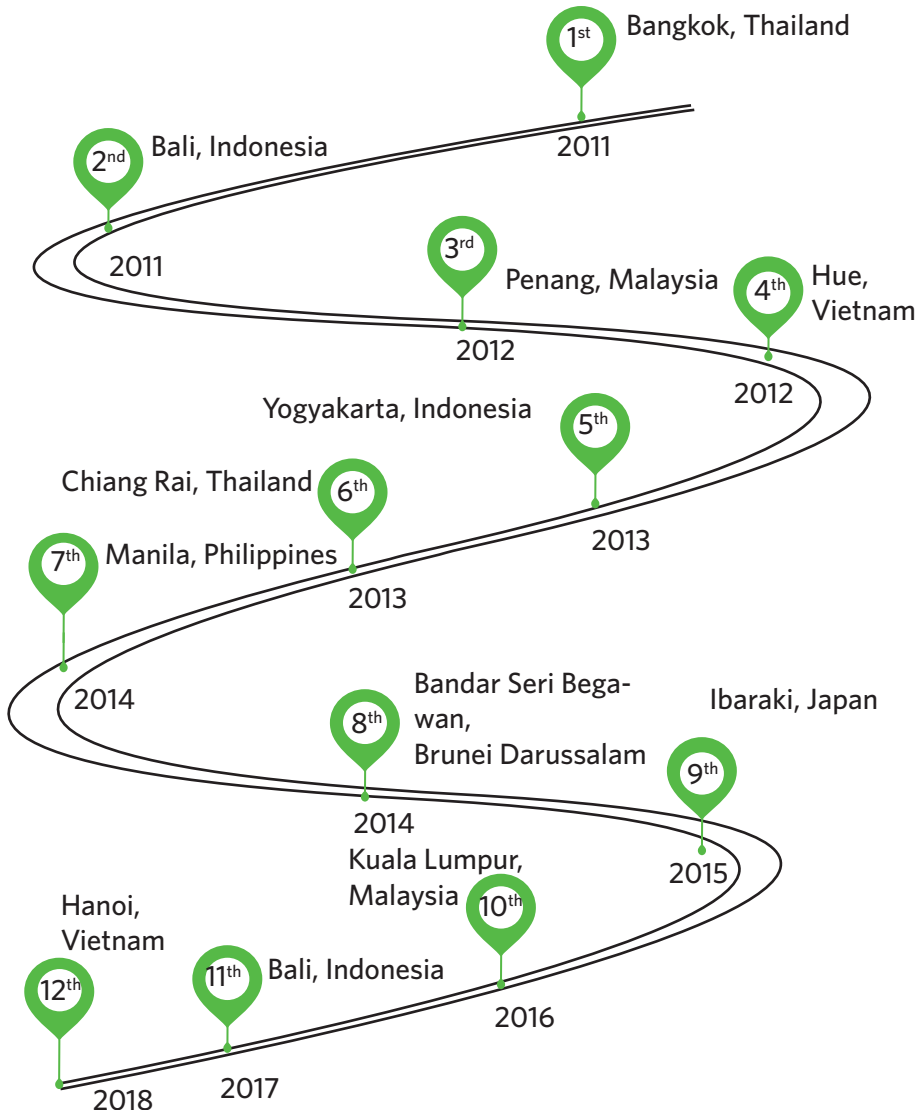 1st
Bangkok, Thailand
2011
2nd
Bali, Indonesia
2011
3rd
Penang, Malaysia
2012
4th
Hue,
Vietnam
2012
5th
Yogyakarta, Indonesia
2013
6th
Chiang Rai, Thailand
2013
7th
Manila, Philippines
2014
8th
Bandar Seri Bega-
wan,
Brunei Darussalam
2014
9th
Ibaraki, Japan
2015
10th
Kuala Lumpur,
Malaysia
2016
11th
Bali, Indonesia
2017
12th
Hanoi,
Vietnam
2018